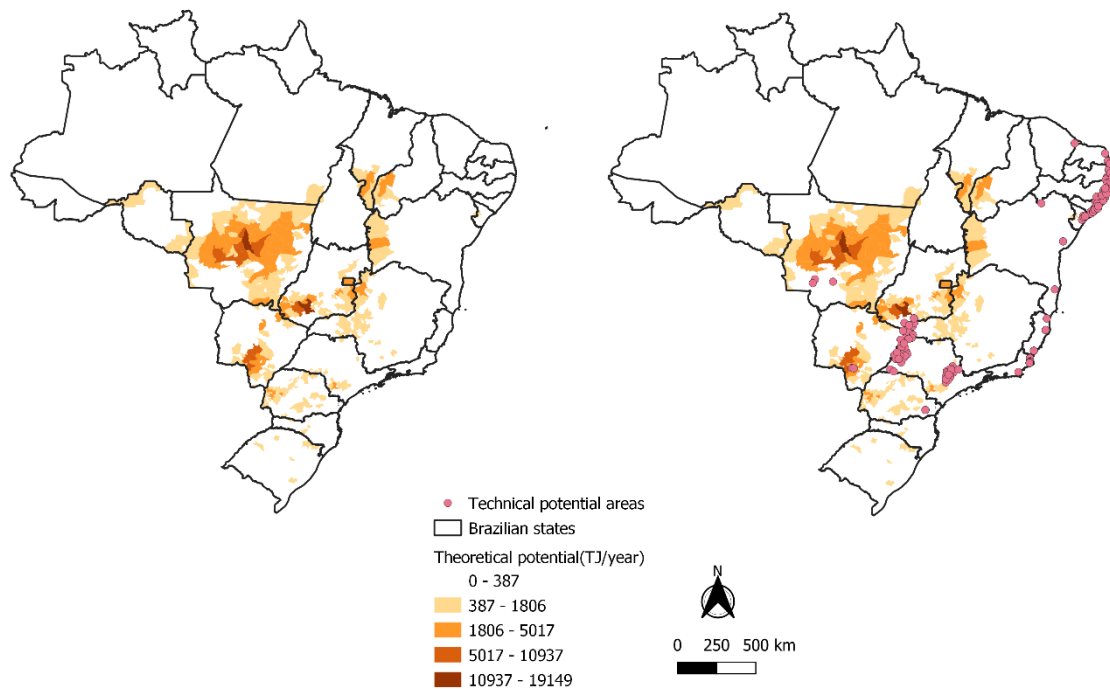 Technical potential areas
Brazilian states
Theoretical potential(TJ/year)
0 - 387
387 - 1806
1806 - 5017
5017 - 10937
10937 - 19149
N
0 250 500 km